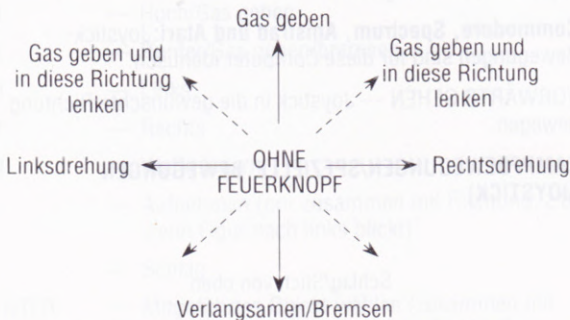 Gas geben
Gas geben und
in diese Richtung
lenken
Gas geben und
in diese Richtung
lenken
Linksdrehung
OHNE
FEUERKNOPF
Rechtsdrehung
Verlangsamen/Bremsen